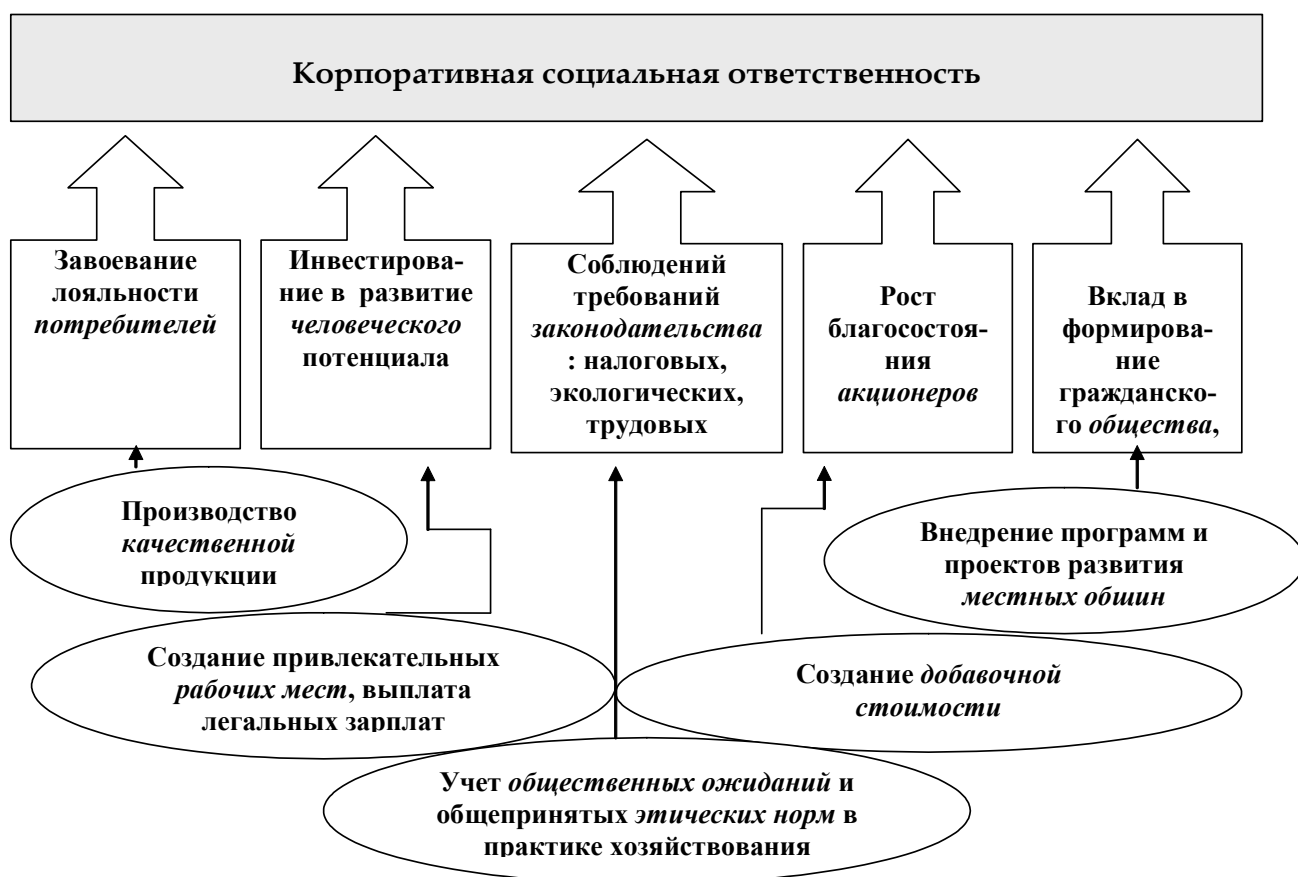 Корпоративная социальная ответственность
Завоевание
лояльности
потребителей
Инвестирова-
ние в развитие
человеческого
потенциала
Соблюдений
требований
законодательства
: налоговых,
экологических,
трудовых
Рост
благосостоя-
ния
акционеров
Вклад в
формирова-
ние
гражданско-
го общества,
Производство
качественной
продукции
Внедрение программ и
проектов развития
местных обшин
Создание привлекательных
рабочих мест, выплата
легальных зарплат
Создание добавочной
стоимости
Учет общественных ожиданий и
общепринятых этических норм в
практике хозяйствования